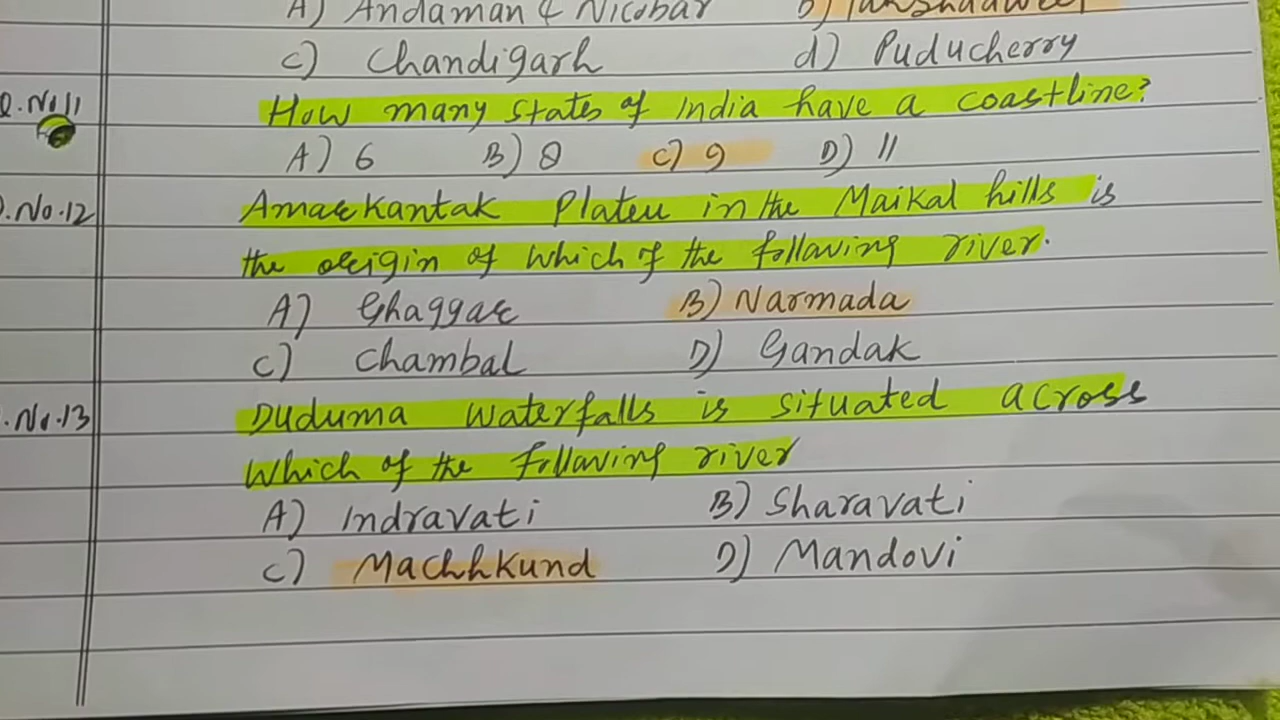 A) Andaman & Nicobar B) Lakshadweep
C) Chandigarh d) Puducherry
Q.No11 How many states of India have a coastline?
A) 6 B) 8 C) 9 D) 11
.No.12 Amarkantak Plateu in the Maikal hills is
the origin of which of the following river.
A) Ghaggar B) Narmada
C) Chambal D) Gandak
.No.13 Duduma waterfalls is situated across
Which of the following river
A) Indravati B) Sharavati
C) Machhkund D) Mandovi